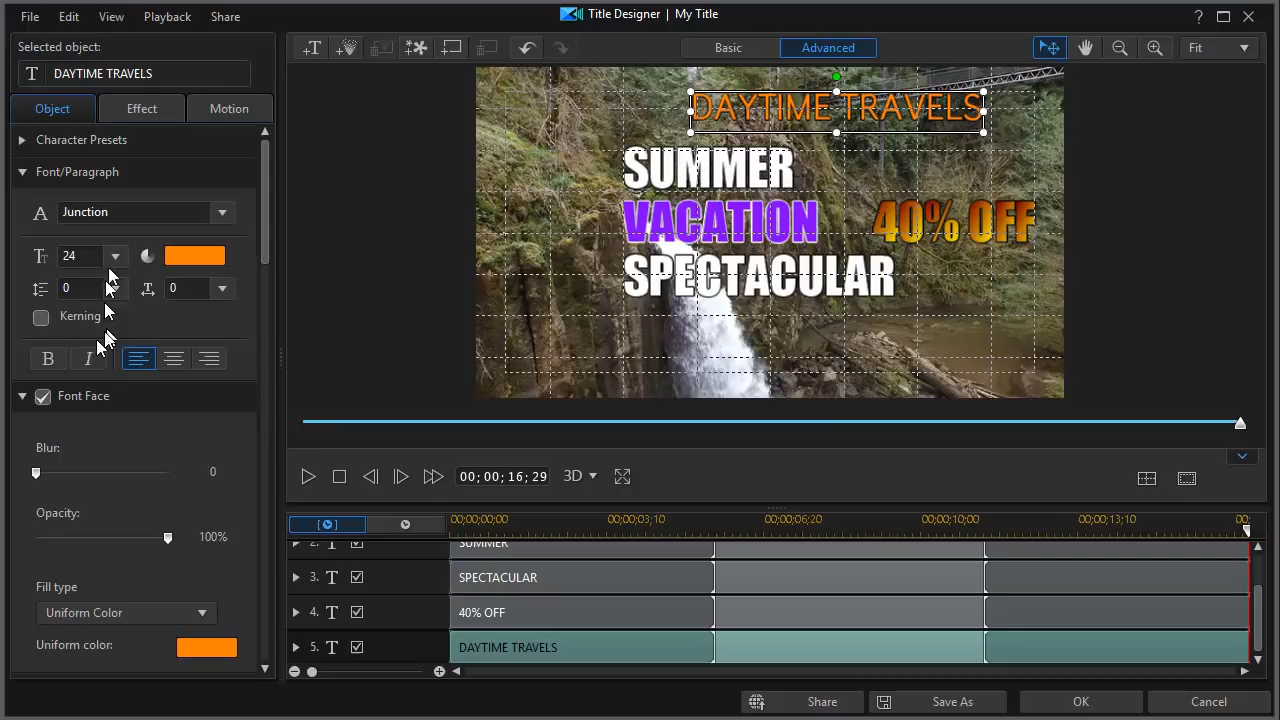 File Edit View Playback Share
Title Designer | My Title
?
Selected object:
T DAYTIME TRAVELS
Basic Advanced
Fit
Object Effect Motion
Character Presets
Font/Paragraph
Junction
24
0 0
Kerning
B I
Font Face
Blur:
0
Opacity:
100%
Fill type
Uniform Color
Uniform color:
DAYTIME TRAVELS
SUMMER
VACATION 40% OFF
SPECTACULAR
00; 00; 16; 29
3D
00;00;00;00 00;00;03;10 00;00;06;20 00;00;10;00 00;00;13;10 00;
2. T SUMMER
3. T SPECTACULAR
4. T 40% OFF
5. T DAYTIME TRAVELS
Share Save As OK Cancel